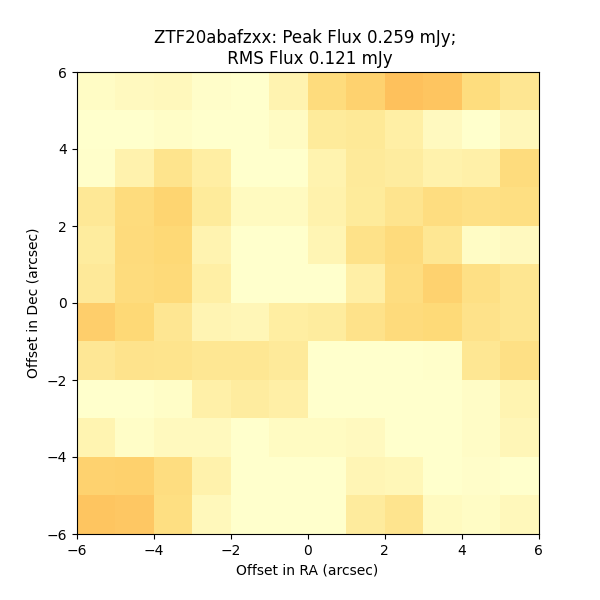 ZTF20abafzxx: Peak Flux 0.259 mJy;
RMS Flux 0.121 mJy
6
4
2
0
−2
−4
−6
Offset in Dec (arcsec)
−6 −4 −2 0 2 4 6
Offset in RA (arcsec)